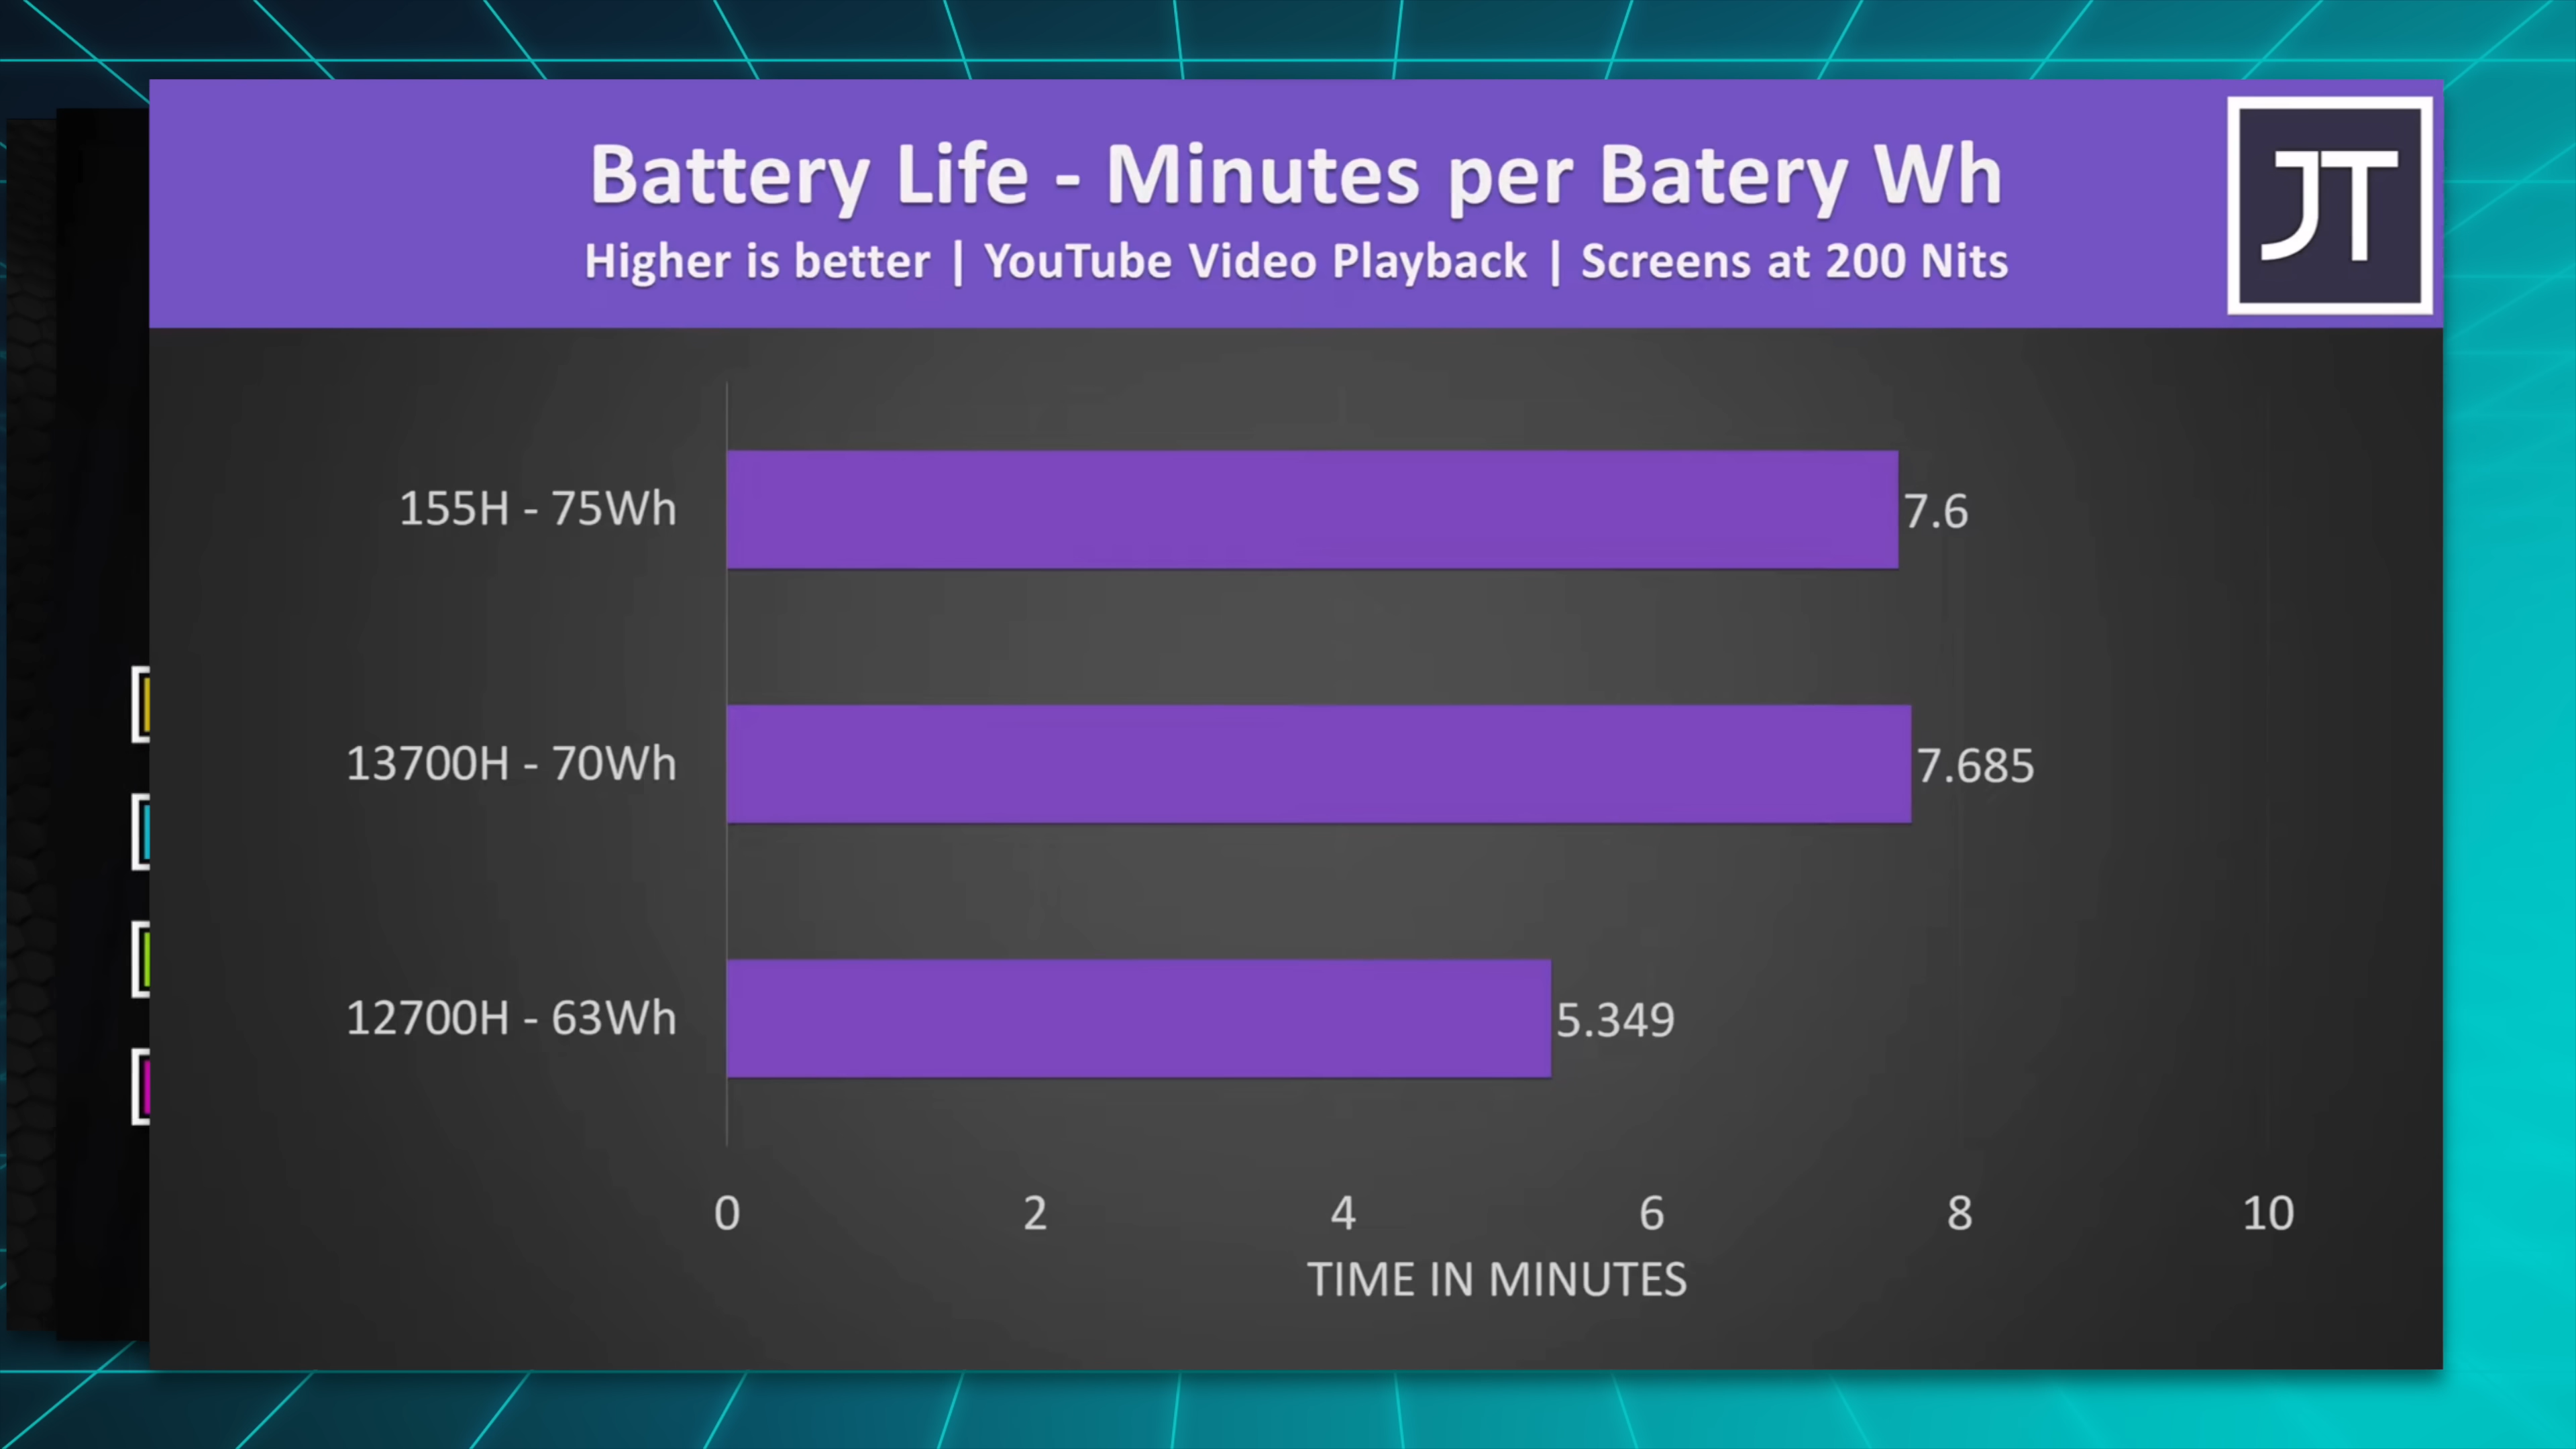 Battery Life - Minutes per Batery Wh
Higher is better | YouTube Video Playback | Screens at 200 Nits
JT
155H - 75Wh
7.6
13700H - 70Wh
7.685
12700H - 63Wh
5.349
0 2 4 6 8 10
TIME IN MINUTES